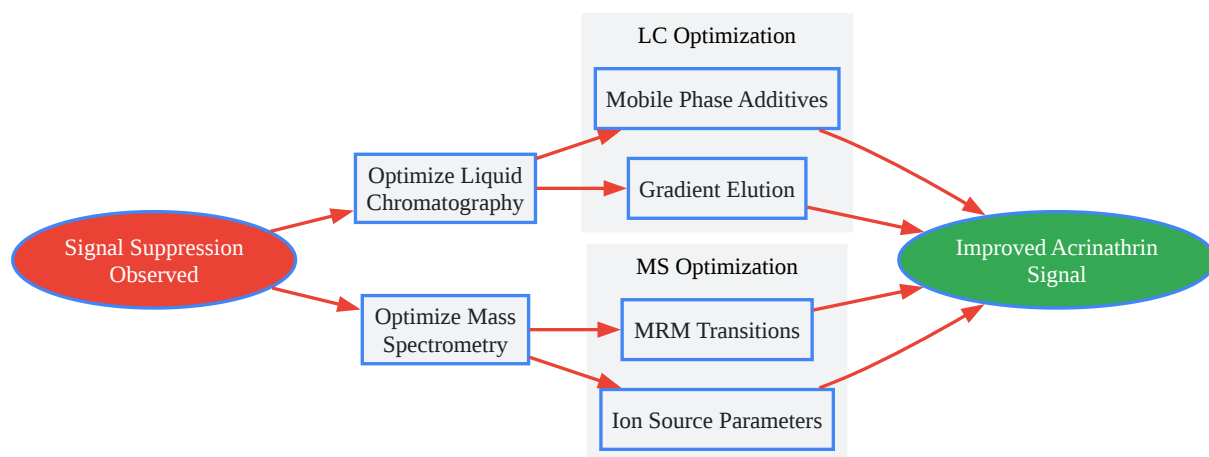 Signal Suppression
Observed
Optimize Liquid
Chromatography
Optimize Mass
Spectrometry
LC Optimization
Mobile Phase Additives
Gradient Elution
MS Optimization
MRM Transitions
Ion Source Parameters
Improved Acrinathrin
Signal